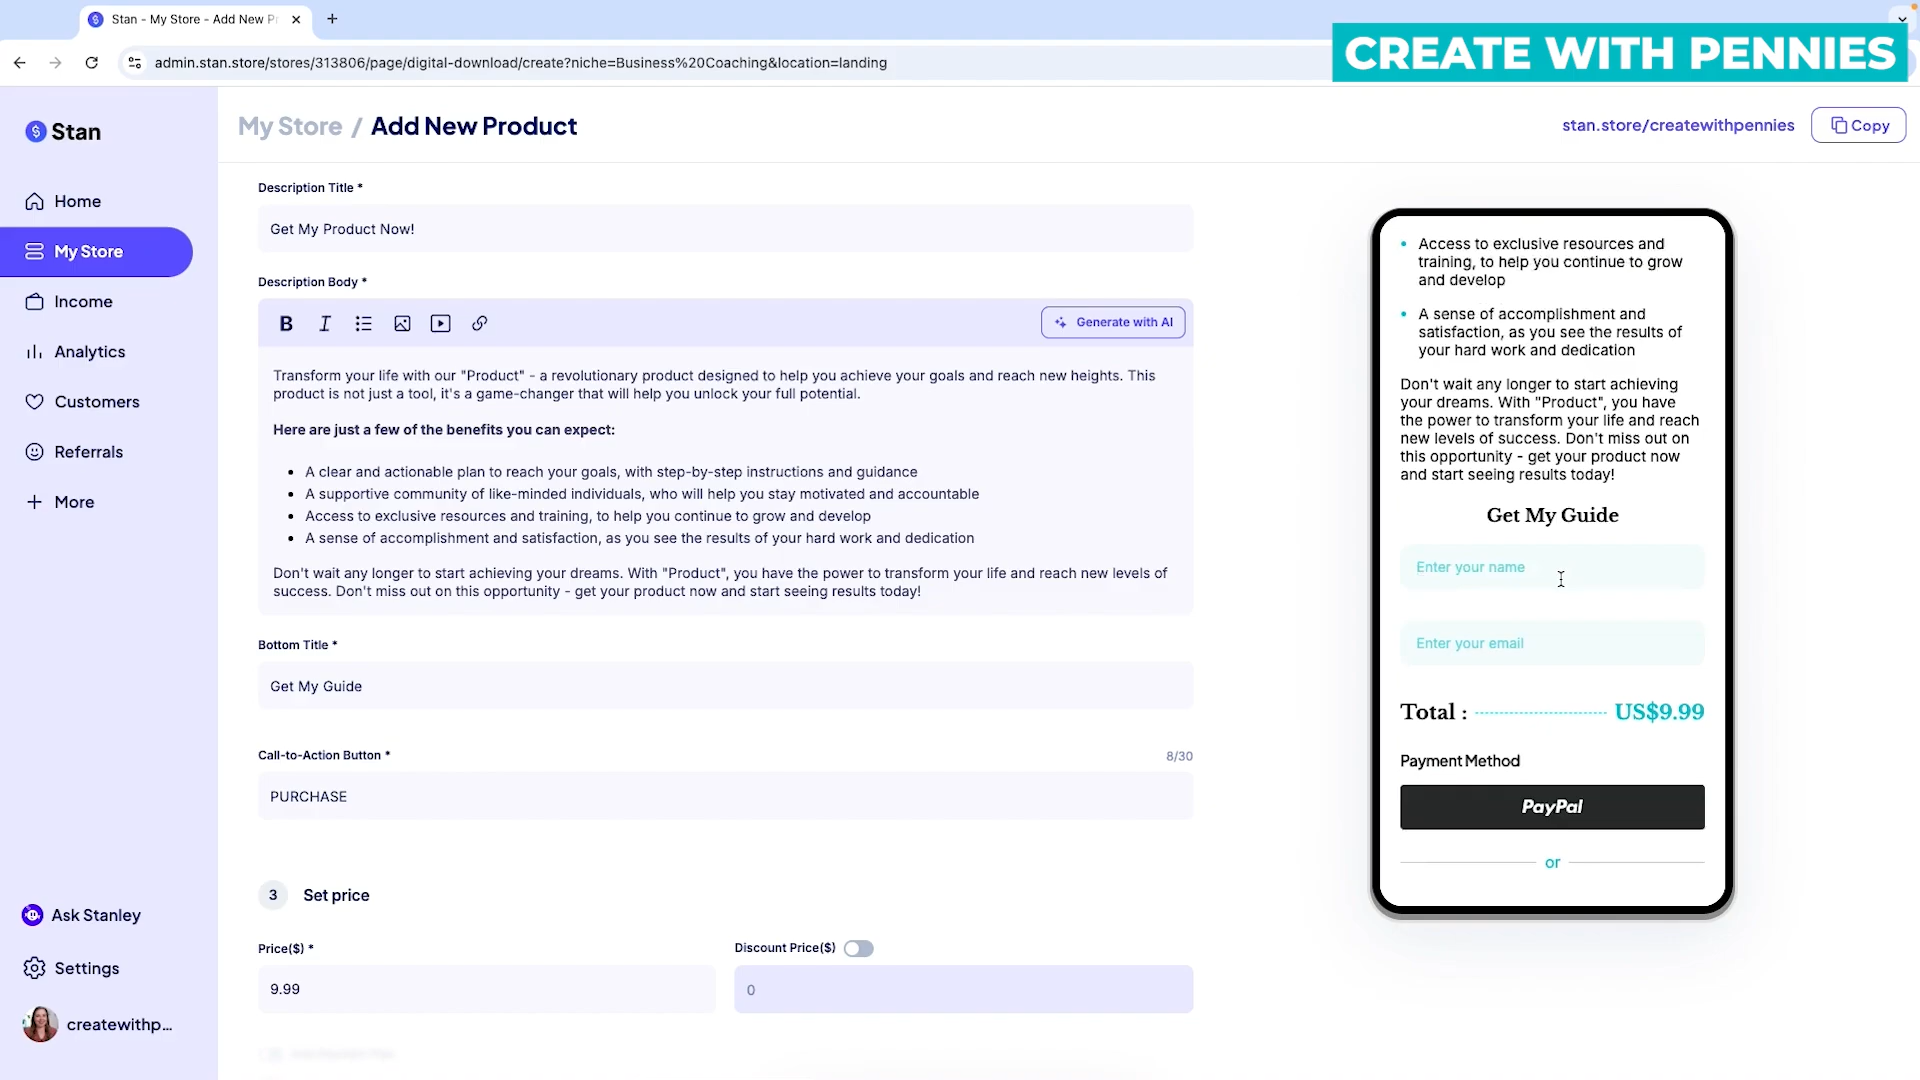 Stan - My Store - Add New P
CREATE WITH PENNIES
admin.stan.store/stores/313806/page/digital-download/create?niche=Business%20Coaching&location=landing
Stan
Home
My Store
Income
Analytics
Customers
Referrals
More
Ask Stanley
Settings
createwithp...
My Store / Add New Product
stan.store/createwithpennies
Copy
Description Title *
Get My Product Now!
Description Body *
B I
Generate with AI
Transform your life with our "Product" - a revolutionary product designed to help you achieve your goals and reach new heights. This
product is not just a tool, it's a game-changer that will help you unlock your full potential.
Here are just a few of the benefits you can expect:
• A clear and actionable plan to reach your goals, with step-by-step instructions and guidance
• A supportive community of like-minded individuals, who will help you stay motivated and accountable
• Access to exclusive resources and training, to help you continue to grow and develop
• A sense of accomplishment and satisfaction, as you see the results of your hard work and dedication
Don't wait any longer to start achieving your dreams. With "Product", you have the power to transform your life and reach new levels of
success. Don't miss out on this opportunity - get your product now and start seeing results today!
Bottom Title *
Get My Guide
Call-to-Action Button *
8/30
PURCHASE
3 Set price
Price($) *
9.99
Discount Price($)
0
• Access to exclusive resources and
training, to help you continue to grow
and develop
• A sense of accomplishment and
satisfaction, as you see the results of
your hard work and dedication
Don't wait any longer to start achieving
your dreams. With "Product", you have
the power to transform your life and reach
new levels of success. Don't miss out on
this opportunity - get your product now
and start seeing results today!
Get My Guide
Enter your name
Enter your email
Total : US$9.99
Payment Method
PayPal
or